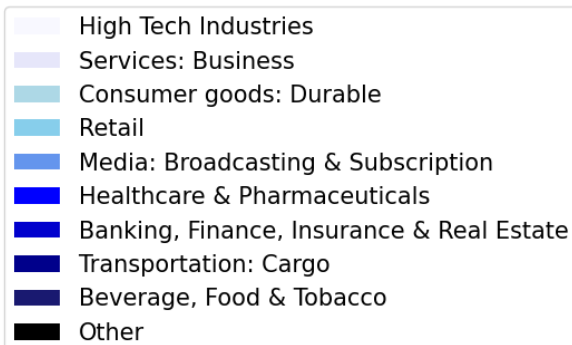 High Tech Industries
Services: Business
Consumer goods: Durable
Retail
Media: Broadcasting & Subscription
Healthcare & Pharmaceuticals
Banking, Finance, Insurance & Real Estate
Transportation: Cargo
Beverage, Food & Tobacco
Other